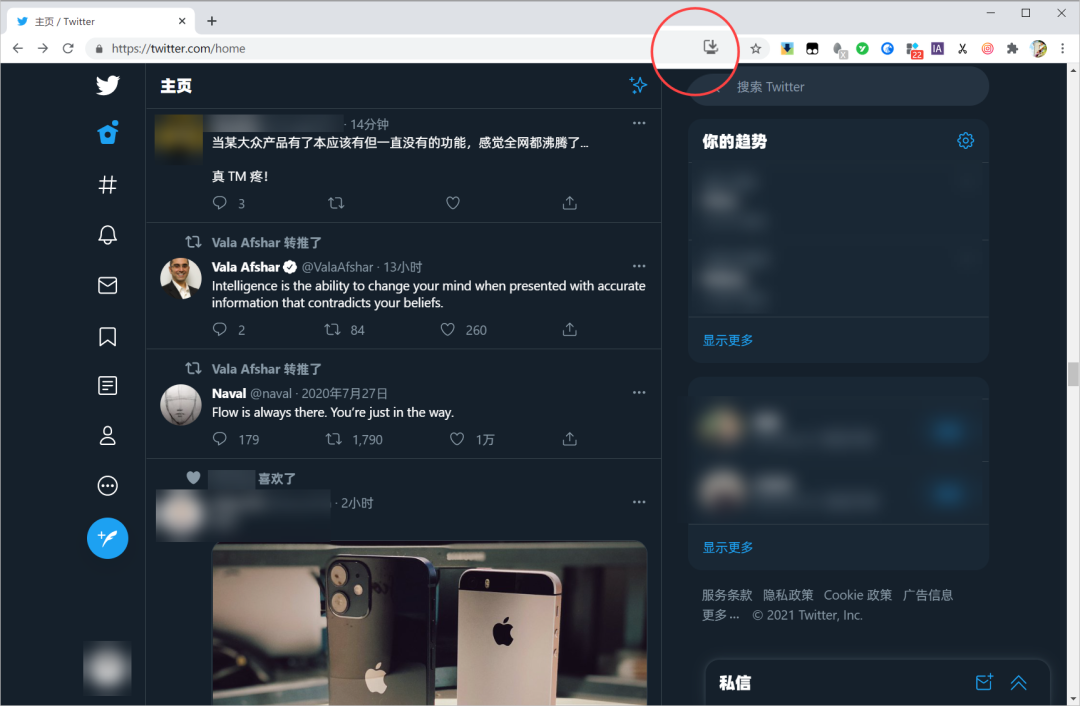 主页 / Twitter
https://twitter.com/home
22
IA
主页
搜索 Twitter
· 14分钟
当某大众产品有了本应该有但一直没有的功能，感觉全网都沸腾了...
真 TM 疼！
3
Vala Afshar 转推了
Vala Afshar @ValaAfshar · 13小时
Intelligence is the ability to change your mind when presented with accurate
information that contradicts your beliefs.
2 84 260
Vala Afshar 转推了
Naval @naval · 2020年7月27日
Flow is always there. You’re just in the way.
179 1,790 1万
喜欢了
· 2小时
你的趋势
显示更多
显示更多
服务条款 隐私政策 Cookie 政策 广告信息
更多 ... © 2021 Twitter, Inc.
私信